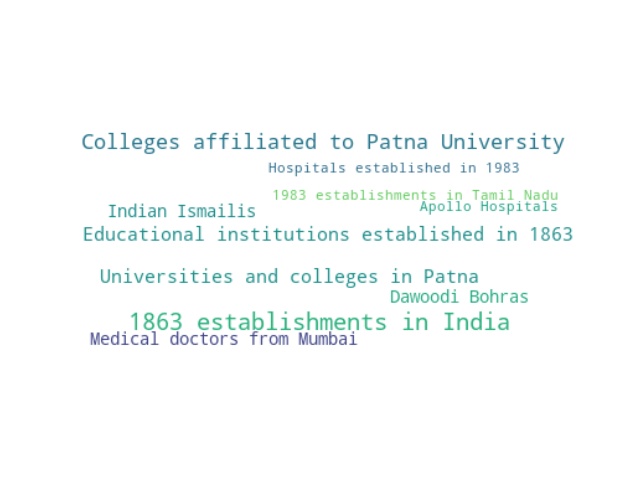 Colleges affiliated to Patna University
Hospitals established in 1983
1983 establishments in Tamil Nadu
Apollo Hospitals
Indian Ismailis
Educational institutions established in 1863
Universities and colleges in Patna
Dawoodi Bohras
1863 establishments in India
Medical doctors from Mumbai